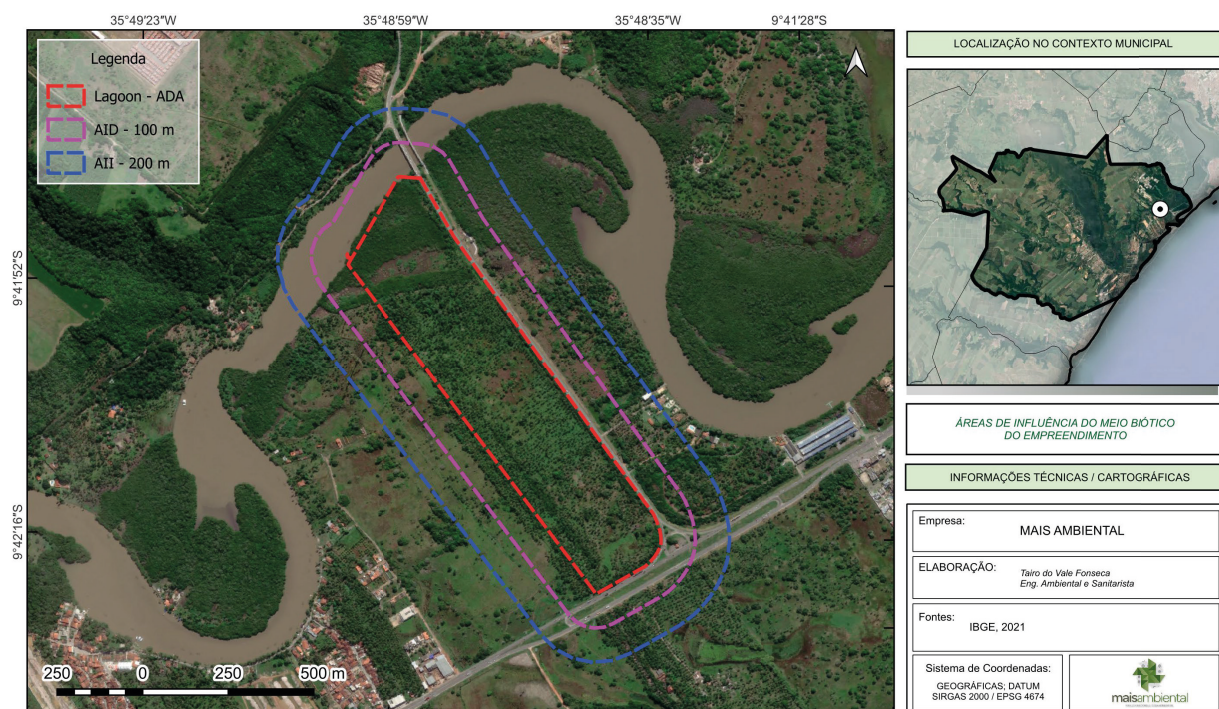 35°49'23"W
35°48'59"W
35°48'35"W
9°41'28"S
Legenda
Lagoon - ADA
AID - 100 m
AII - 200 m
9°41'52"S
9°42'16"S
250
0
250
500 m
LOCALIZAÇÃO NO CONTEXTO MUNICIPAL
ÁREAS DE INFLUÊNCIA DO MEIO BIÓTICO
DO EMPREENDIMENTO
INFORMAÇÕES TÉCNICAS / CARTOGRÁFICAS
Empresa:
MAIS AMBIENTAL
ELABORAÇÃO:
Tairo do Vale Fonseca
Eng. Ambiental e Sanitarista
Fontes:
IBGE, 2021
Sistema de Coordenadas:
GEOGRÁFICAS; DATUM
SIRGAS 2000 / EPSG 4674
maisambiental